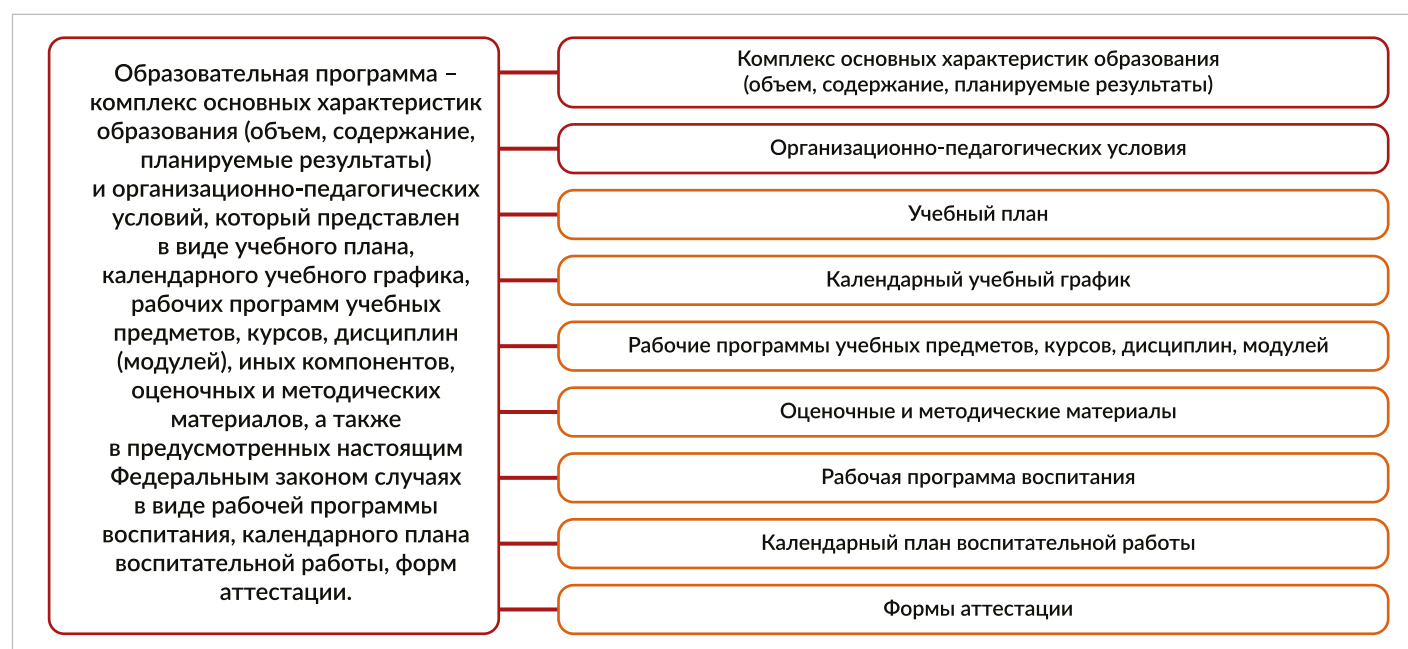 Образовательная программа –
комплекс основных характеристик
образования (объем, содержание,
планируемые результаты)
и организационно-педагогических
условий, который представлен
в виде учебного плана,
календарного учебного графика,
рабочих программ учебных
предметов, курсов, дисциплин
(модулей), иных компонентов,
оценочных и методических
материалов, а также
в предусмотренных настоящим
Федеральным законом случаях
в виде рабочей программы
воспитания, календарного плана
воспитательной работы, форм
аттестации.
Комплекс основных характеристик образования
(объем, содержание, планируемые результаты)
Организационно-педагогических условия
Учебный план
Календарный учебный график
Рабочие программы учебных предметов, курсов, дисциплин, модулей
Оценочные и методические материалы
Рабочая программа воспитания
Календарный план воспитательной работы
Формы аттестации